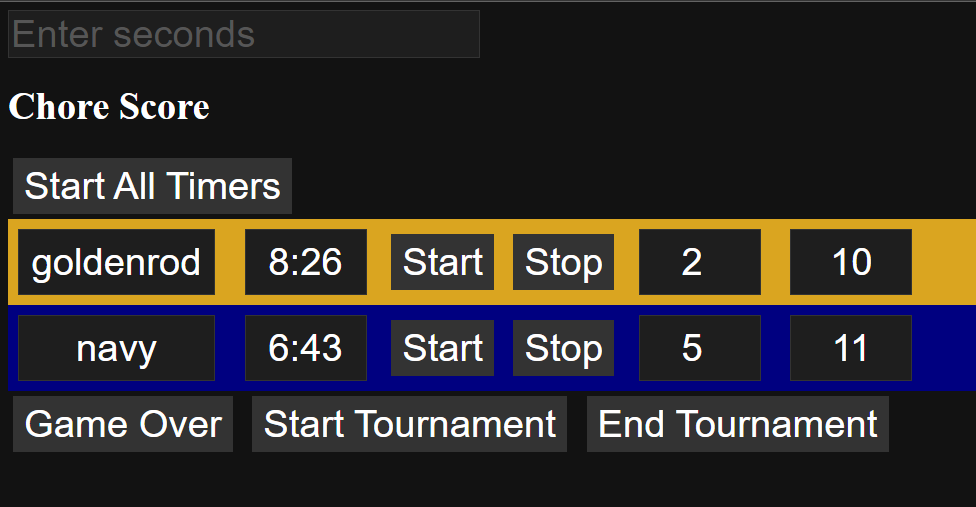 Enter seconds
Chore Score
Start All Timers
goldenrod 8:26 Start Stop 2 10
navy 6:43 Start Stop 5 11
Game Over Start Tournament End Tournament